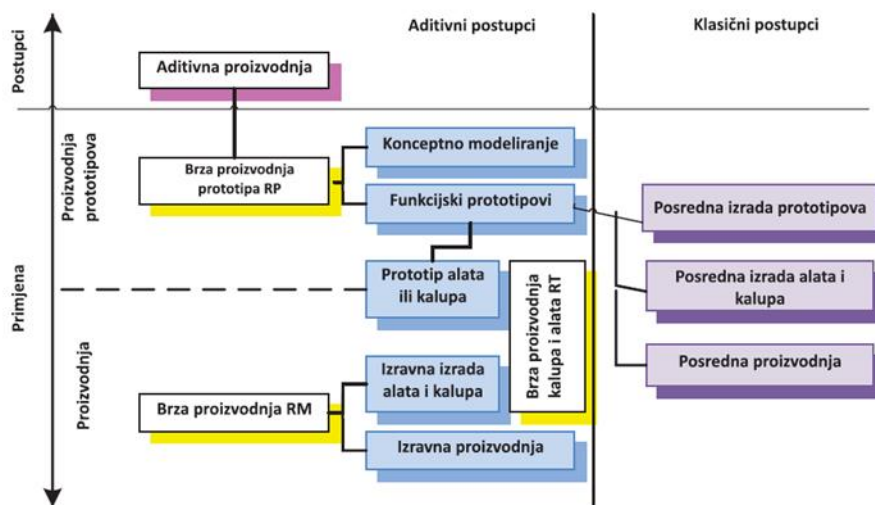 Aditivni postupci
Klasični postupci
Postupci
Aditivna proizvodnja
Primjena
Proizvodnja
prototipova
Brza proizvodnja
prototipa RP
Konceptno modeliranje
Funkcijski prototipovi
Posredna izrada prototipova
Prototip alata
ili kalupa
Brza proizvodnja
kalupa i alata RT
Posredna izrada alata i
kalupa
Posredna proizvodnja
Proizvodnja
Brza proizvodnja RM
Izravna izrada
alata i kalupa
Izravna proizvodnja